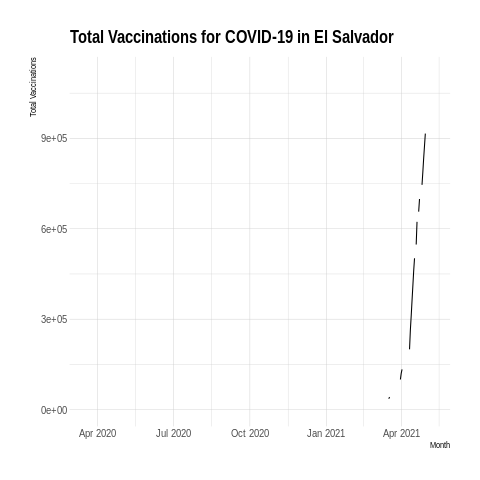 Total Vaccinations for COVID-19 in El Salvador
Total Vaccinations
9e+05
6e+05
3e+05
0e+00
Apr 2020 Jul 2020 Oct 2020 Jan 2021 Apr 2021
Month